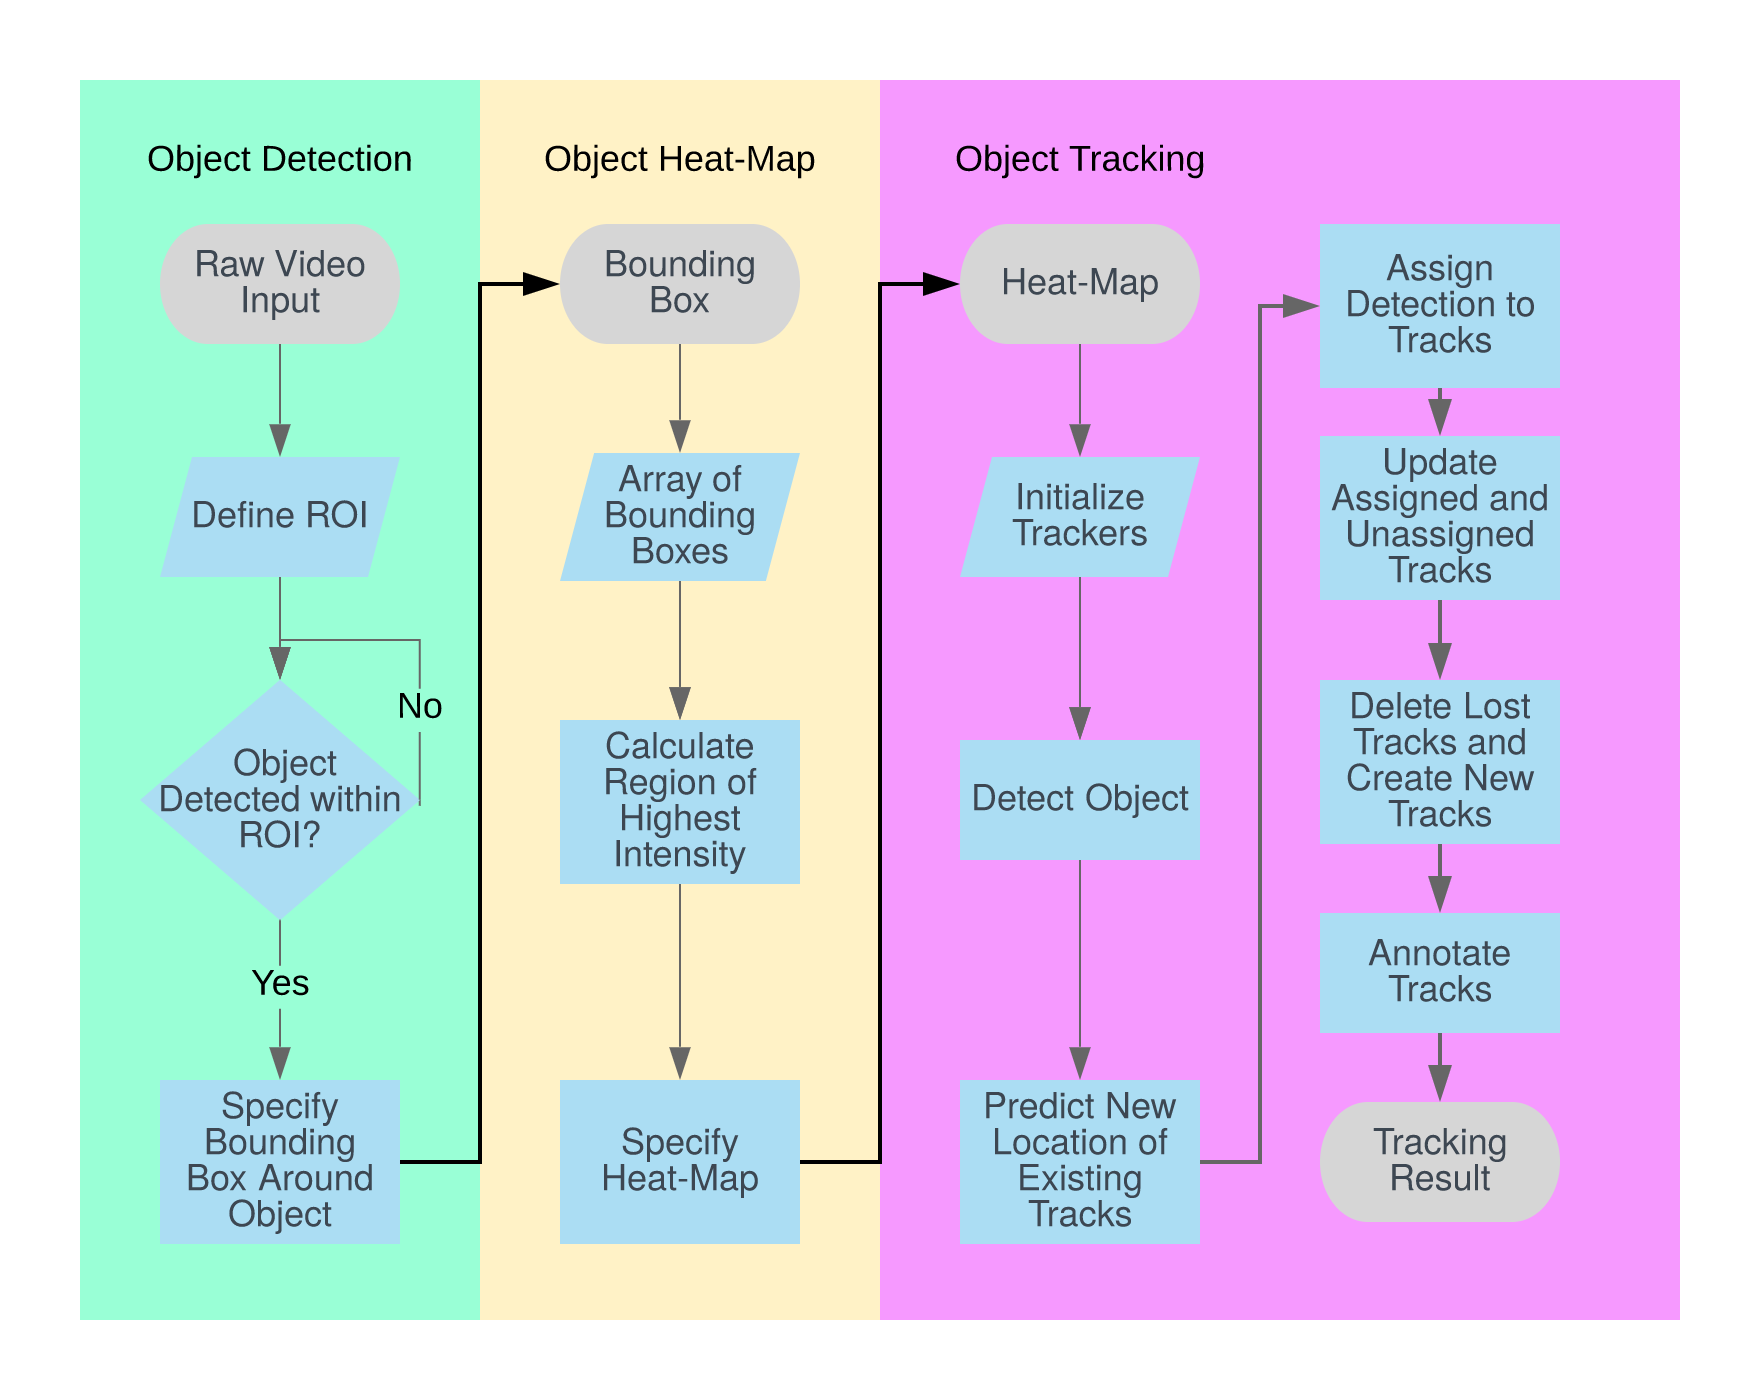 Object Detection
Raw Video
Input
Define ROI
No
Object
Detected within
ROI?
Yes
Specify
Bounding
Box Around
Object
Object Heat-Map
Bounding
Box
Array of
Bounding
Boxes
Calculate
Region of
Highest
Intensity
Specify
Heat-Map
Object Tracking
Heat-Map
Initialize
Trackers
Detect Object
Predict New
Location of
Existing
Tracks
Assign
Detection to
Tracks
Update
Assigned and
Unassigned
Tracks
Delete Lost
Tracks and
Create New
Tracks
Annotate
Tracks
Tracking
Result